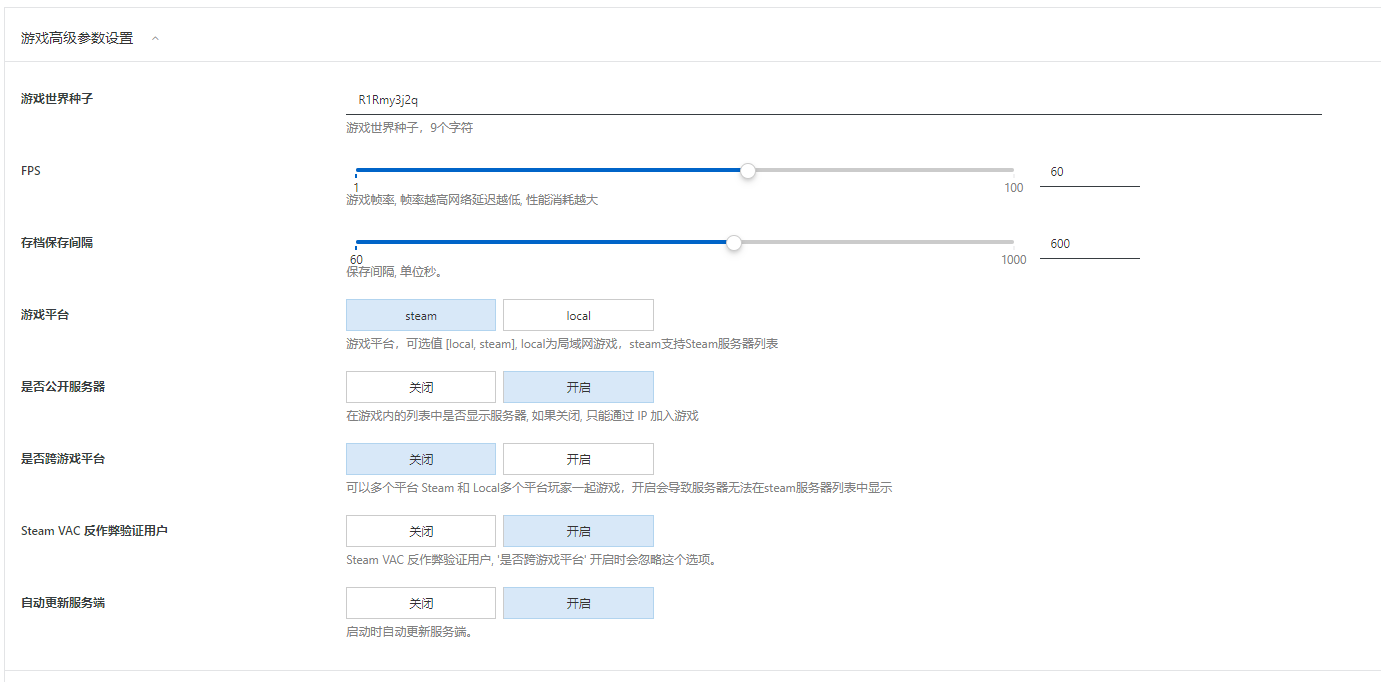 游戏高级参数设置
游戏世界种子
R1Rmy3j2q
游戏世界种子，9个字符
FPS
60
1
100
游戏帧率, 帧率越高网络延迟越低, 性能消耗越大
存档保存间隔
600
60
1000
保存间隔, 单位秒。
游戏平台
steam
local
游戏平台，可选值 [local, steam], local为局域网游戏，steam支持Steam服务器列表
是否公开服务器
关闭
开启
在游戏内的列表中是否显示服务器, 如果关闭, 只能通过 IP 加入游戏
是否跨游戏平台
关闭
开启
可以多个平台 Steam 和 Local多个平台玩家一起游戏，开启会导致服务器无法在steam服务器列表中显示
Steam VAC 反作弊验证用户
关闭
开启
Steam VAC 反作弊验证用户, '是否跨游戏平台' 开启时会忽略这个选项。
自动更新服务端
关闭
开启
启动时自动更新服务端。